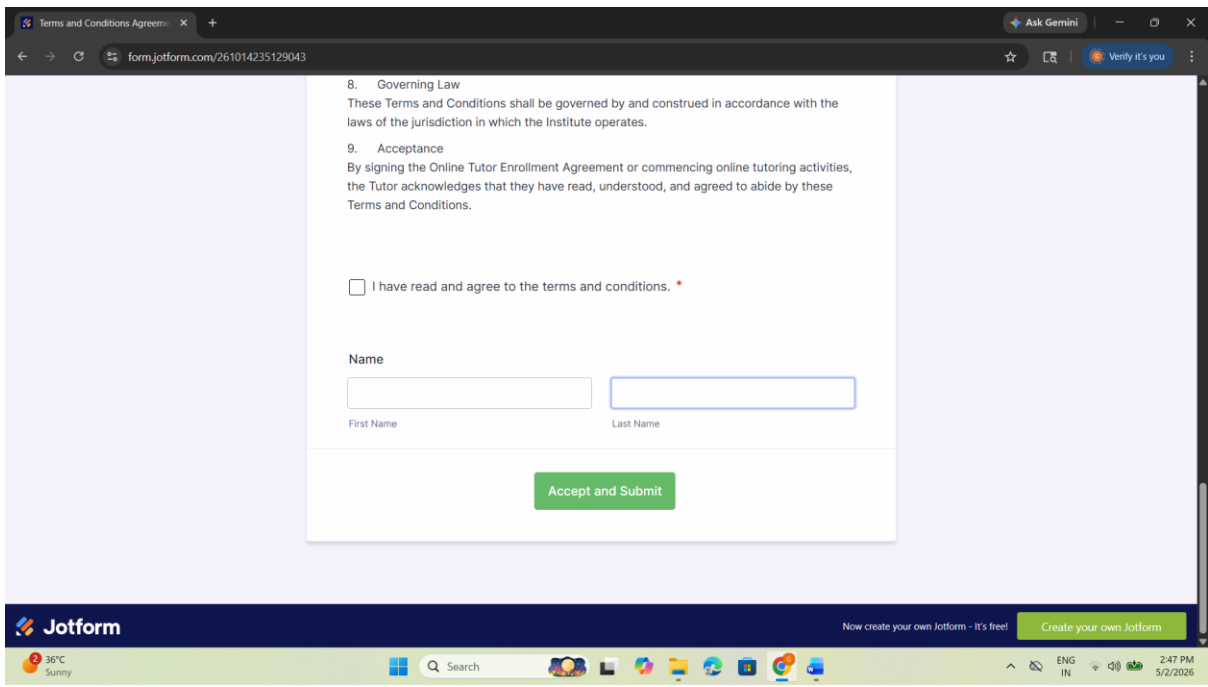 Terms and Conditions Agreeme
Ask Gemini
form.jotform.com/261014235129043
Verify it's you
8. Governing Law
These Terms and Conditions shall be governed by and construed in accordance with the
laws of the jurisdiction in which the Institute operates.
9. Acceptance
By signing the Online Tutor Enrollment Agreement or commencing online tutoring activities,
the Tutor acknowledges that they have read, understood, and agreed to abide by these
Terms and Conditions.
I have read and agree to the terms and conditions. *
Name
First Name Last Name
Accept and Submit
Jotform
Now create your own Jotform - It's free!
Create your own Jotform
2
36°C
Sunny
Search
ENG
IN
2:47 PM
5/2/2026